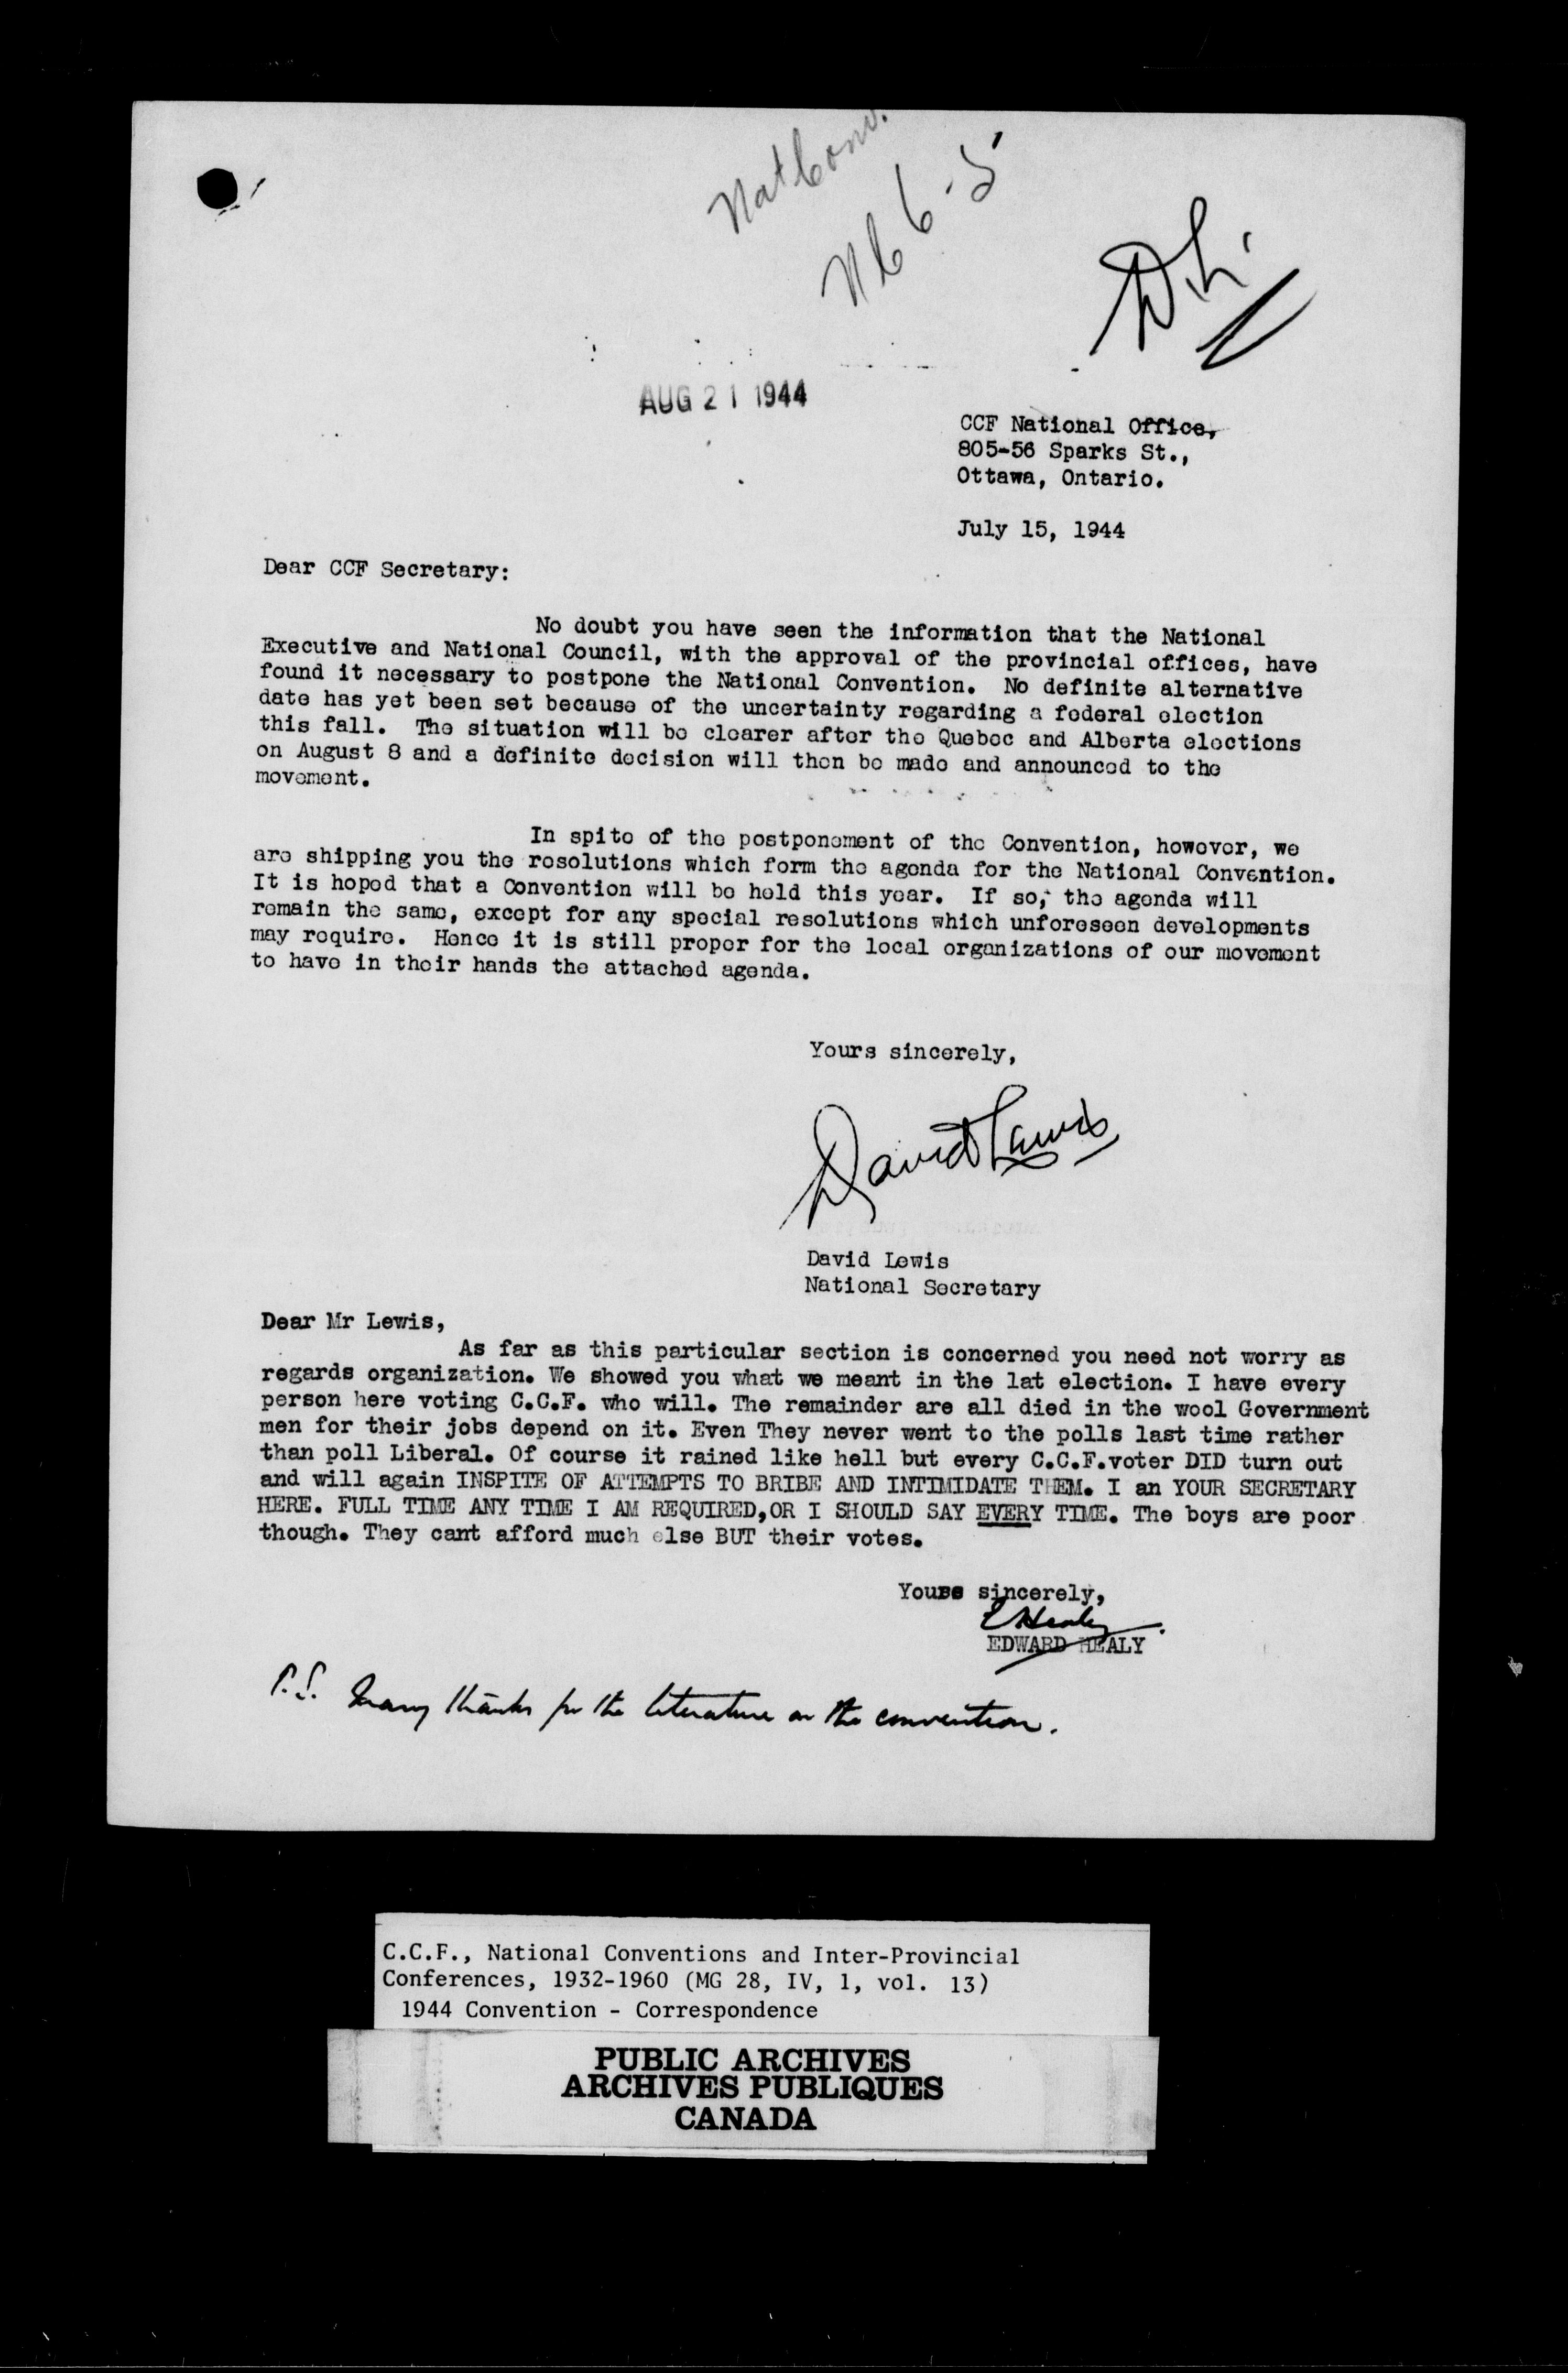 Nat Conv.
D.L.
AUG 21 1944
CCF National Office,
805-56 Sparks St.,
Ottawa, Ontario.
July 15, 1944
Dear CCF Secretary:
No doubt you have seen the information that the National
Executive and National Council, with the approval of the provincial offices, have
found it necessary to postpone the National Convention. No definite alternative
date has yet been set because of the uncertainty regarding a federal election
this fall. The situation will be clearer after the Quebec and Alberta elections
on August 8 and a definite decision will then be made and announced to the
movement.
In spite of the postponement of the Convention, however, we
are shipping you the resolutions which form the agenda for the National Convention.
It is hoped that a Convention will be held this year. If so, the agenda will
remain the same, except for any special resolutions which unforeseen developments
may require. Hence it is still proper for the local organizations of our movement
to have in their hands the attached agenda.
Yours sincerely,
David Lewis
David Lewis
National Secretary
Dear Mr Lewis,
As far as this particular section is concerned you need not worry as
regards organization. We showed you what we meant in the lat election. I have every
person here voting C.C.F. who will. The remainder are all died in the wool Government
men for their jobs depend on it. Even They never went to the polls last time rather
than poll Liberal. Of course it rained like hell but every C.C.F.voter DID turn out
and will again INSPITE OF ATTEMPTS TO BRIBE AND INTIMIDATE THEM. I an YOUR SECRETARY
HERE. FULL TIME ANY TIME I AM REQUIRED,OR I SHOULD SAY EVERY TIME. The boys are poor
though. They cant afford much else BUT their votes.
Yours sincerely,
E Healy
EDWARD HEALY
P.S. Many thanks for the literature on the convention.
C.C.F., National Conventions and Inter-Provincial
Conferences, 1932-1960 (MG 28, IV, 1, vol. 13)
1944 Convention - Correspondence
PUBLIC ARCHIVES
ARCHIVES PUBLIQUES
CANADA